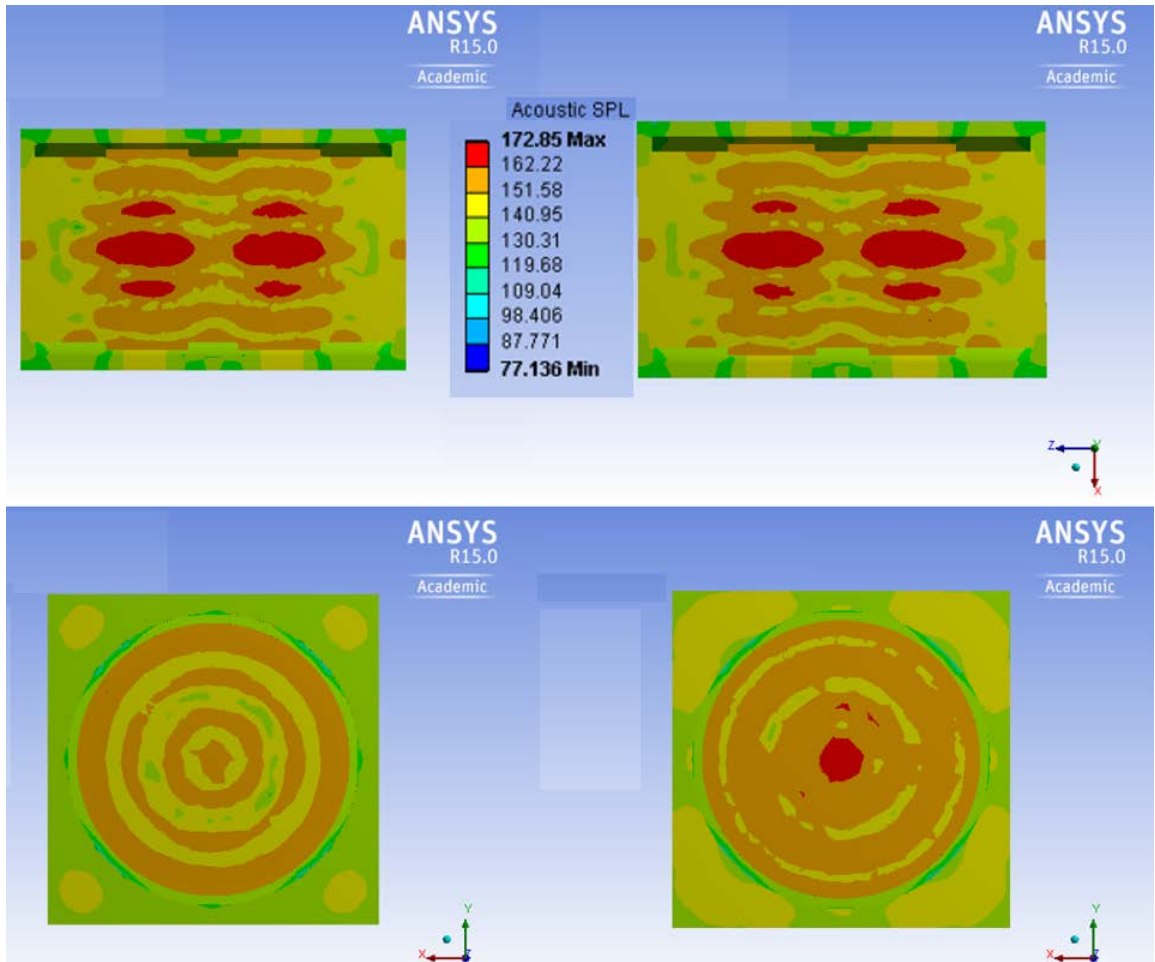 ANSYS
R15.0
Academic
ANSYS
R15.0
Academic
Acoustic SPL
172.85 Max
162.22
151.58
140.95
130.31
119.68
109.04
98.406
87.771
77.136 Min
Z
Y
X
ANSYS
R15.0
Academic
ANSYS
R15.0
Academic
Y
X
Z
Y
X
Z